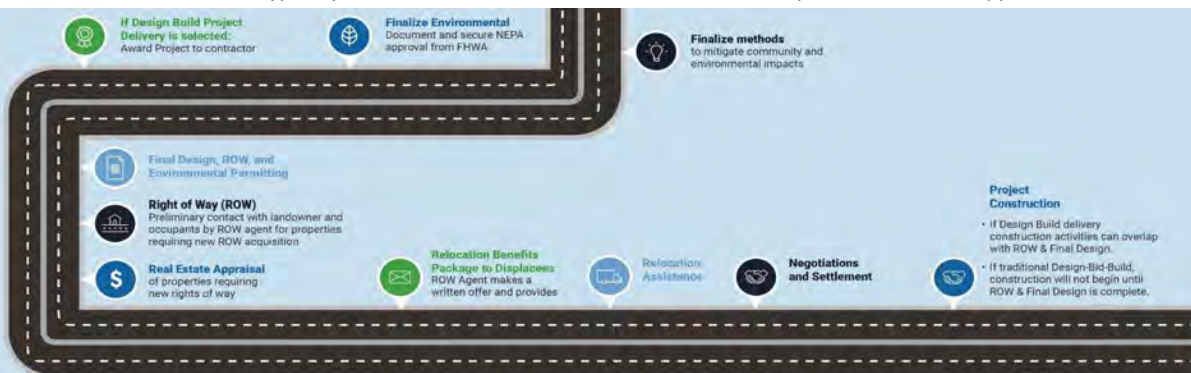 If Design Build Project
Delivery is selected:
Award Project to contractor
Finalize Environmental
Document and secure NEPA
approval from FHWA
Finalize methods
to mitigate community and
environmental impacts
Final Design, ROW, and
Environmental Permitting
Right of Way (ROW)
Preliminary contact with landowner and
occupants by ROW agent for properties
requiring new ROW acquisition
Real Estate Appraisal
of properties requiring
new rights of way
Relocation Benefits
Package to Displacees
ROW Agent makes a
written offer and provides
Relocation
Assistance
Negotiations
and Settlement
Project
Construction
• If Design Build delivery
construction activities can overlap
with ROW & Final Design.
• If traditional Design-Bid-Build,
construction will not begin until
ROW & Final Design is complete.